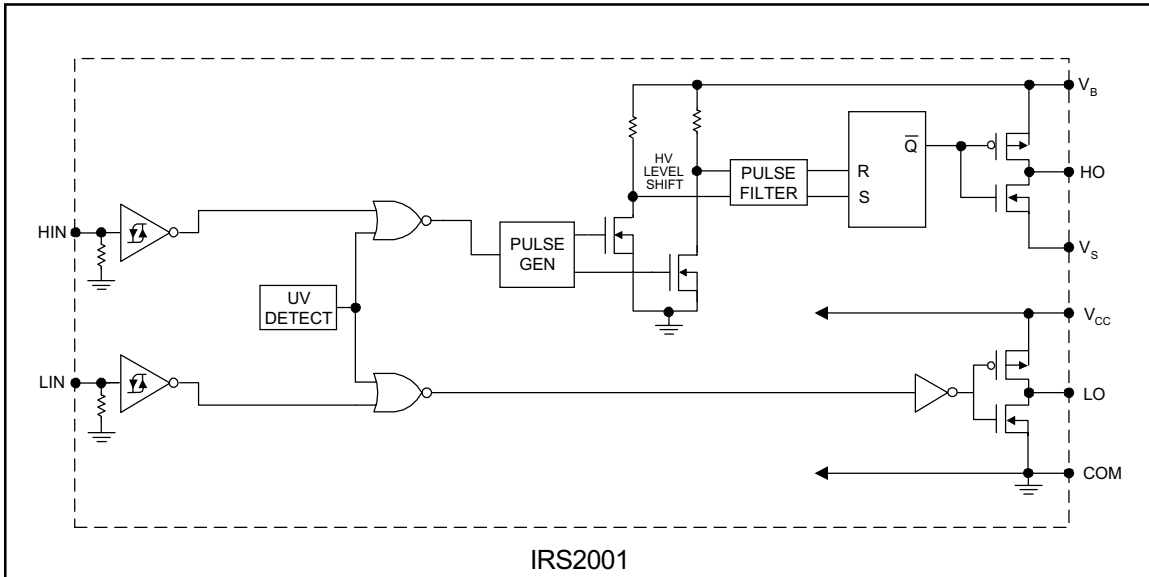 V_B
HV
LEVEL
SHIFT
PULSE
FILTER
R
S
Q̅
HO
HIN
PULSE
GEN
V_S
UV
DETECT
V_CC
LIN
LO
COM
IRS2001